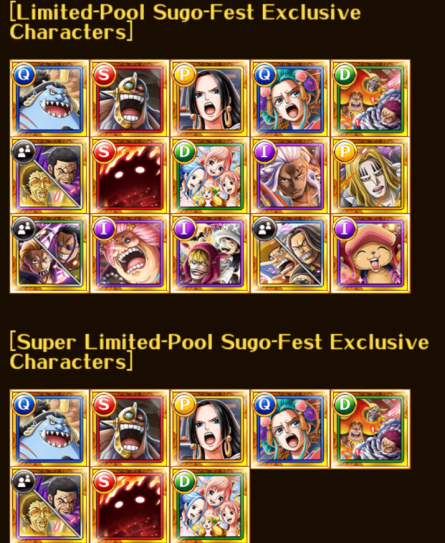 [Limited-Pool Sugo-Fest Exclusive
Characters]
Q S P Q D
S D I P
I I I
[Super Limited-Pool Sugo-Fest Exclusive
Characters]
Q S P Q D
S D